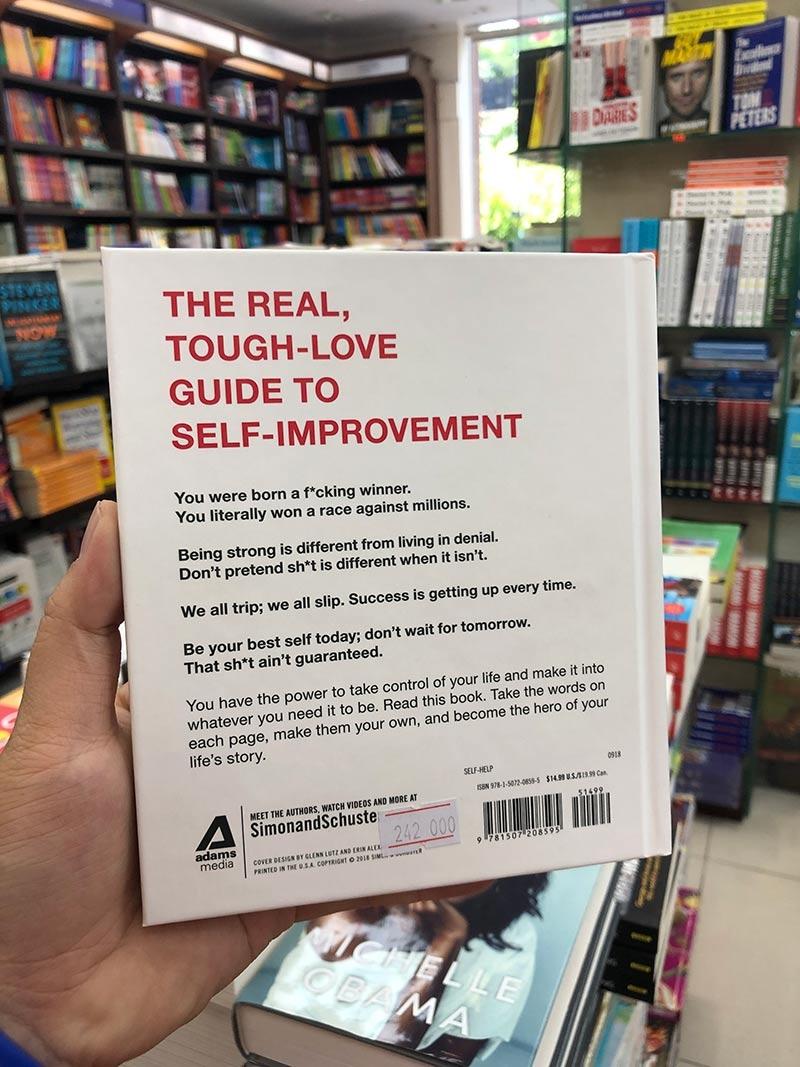 STEVEN
PINKER
NOW
DIARIES
The Excellence
Dividend
TOM
PETERS
THE REAL,
TOUGH-LOVE
GUIDE TO
SELF-IMPROVEMENT
You were born a f*cking winner.
You literally won a race against millions.
Being strong is different from living in denial.
Don't pretend sh*t is different when it isn't.
We all trip; we all slip. Success is getting up every time.
Be your best self today; don't wait for tomorrow.
That sh*t ain't guaranteed.
You have the power to take control of your life and make it into
whatever you need it to be. Read this book. Take the words on
each page, make them your own, and become the hero of your
life's story.
SELF-HELP
0918
ISBN 978-1-5072-0859-5 $14.99 U.S./$19.99 Can.
51499
9 781507 208595
adams
media
MEET THE AUTHORS, WATCH VIDEOS AND MORE AT
SimonandSchuste
242 000
COVER DESIGN BY GLENN LUTZ AND ERIN ALEX
PRINTED IN THE U.S.A. COPYRIGHT © 2018 SIM
MICHELLE
OBAMA